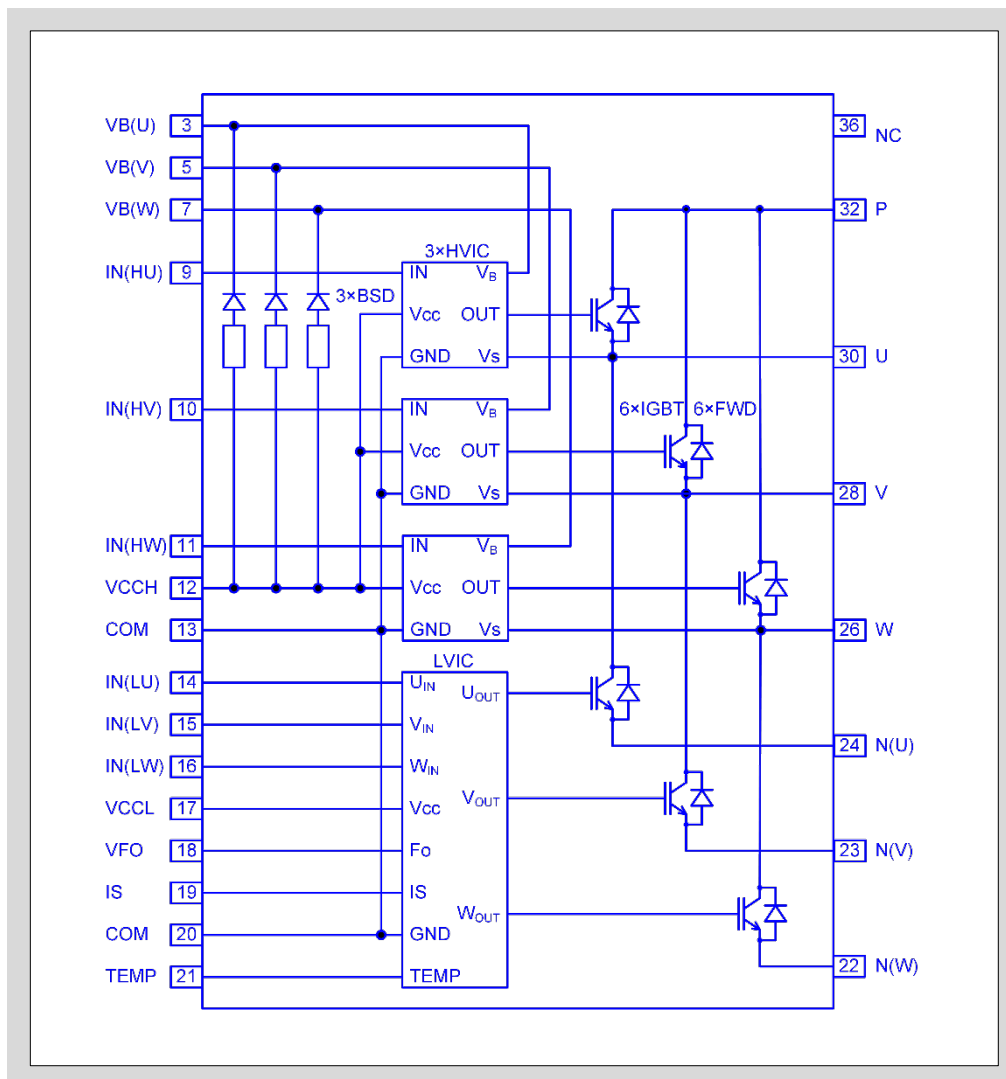 VB(U) 3
VB(V) 5
VB(W) 7
IN(HU) 9
IN(HV) 10
IN(HW) 11
VCCH 12
COM 13
IN(LU) 14
IN(LV) 15
IN(LW) 16
VCCL 17
VFO 18
IS 19
COM 20
TEMP 21
3×BSD
3×HVIC
IN VB
Vcc OUT
GND Vs
IN VB
Vcc OUT
GND Vs
IN VB
Vcc OUT
GND Vs
LVIC
UIN UOUT
VIN
WIN
Vcc VOUT
Fo
IS
WOUT
GND
TEMP
6×IGBT 6×FWD
36 NC
32 P
30 U
28 V
26 W
24 N(U)
23 N(V)
22 N(W)